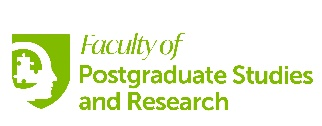 Faculty of
Postgraduate Studies
and Research